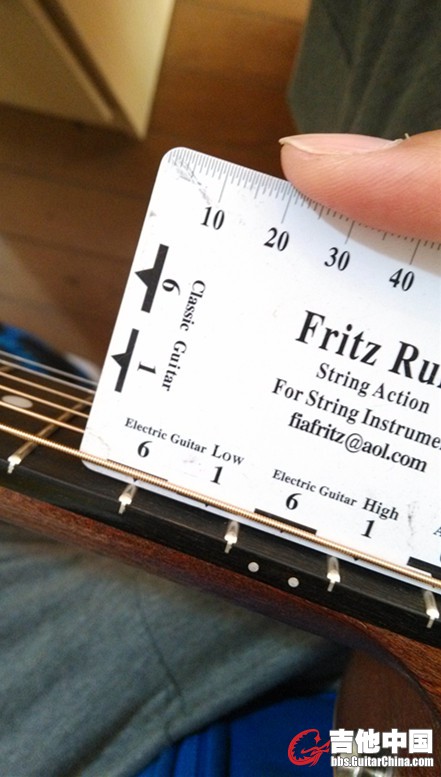 10 20 30 40
Classic Guitar
6
1
Fritz
String Action
For String
fiafritz@aol.com
Electric Guitar Low
6 1
Electric Guitar High
6 1
吉他中国
bbs.GuitarChina.com